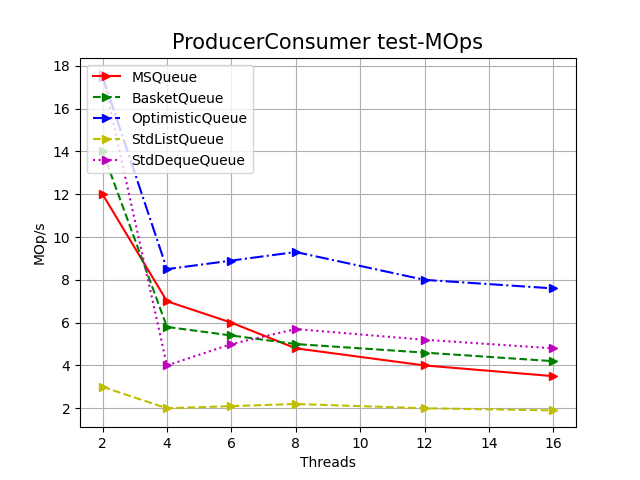 ProducerConsumer test-MOps
18
16
14
12
10
8
6
4
2
MOp/s
MSQueue
BasketQueue
OptimisticQueue
StdListQueue
StdDequeQueue
2 4 6 8 10 12 14 16
Threads